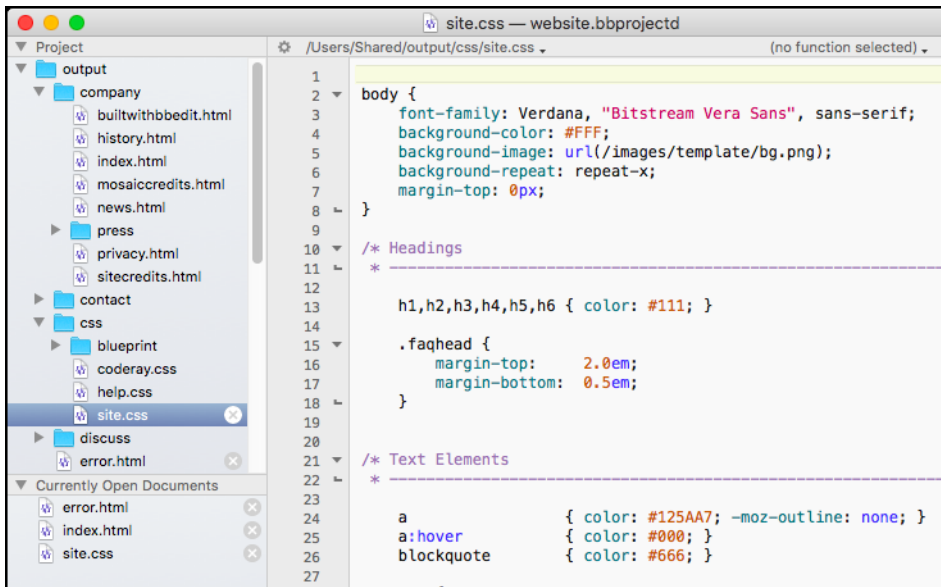 site.css — website.bbprojectd
Project
/Users/Shared/output/css/site.css
(no function selected)
output
company
builtwithbbedit.html
history.html
index.html
mosaiccredits.html
news.html
press
privacy.html
sitecredits.html
contact
css
blueprint
coderay.css
help.css
site.css
discuss
error.html
Currently Open Documents
error.html
index.html
site.css
1
2 body {
3 font-family: Verdana, "Bitstream Vera Sans", sans-serif;
4 background-color: #FFF;
5 background-image: url(/images/template/bg.png);
6 background-repeat: repeat-x;
7 margin-top: 0px;
8 }
9
10 /* Headings
11 * ----------------------------------------------------------------
12
13 h1,h2,h3,h4,h5,h6 { color: #111; }
14
15 .faqhead {
16 margin-top: 2.0em;
17 margin-bottom: 0.5em;
18 }
19
20
21 /* Text Elements
22 * ----------------------------------------------------------------
23
24 a { color: #125AA7; -moz-outline: none; }
25 a:hover { color: #000; }
26 blockquote { color: #666; }
27